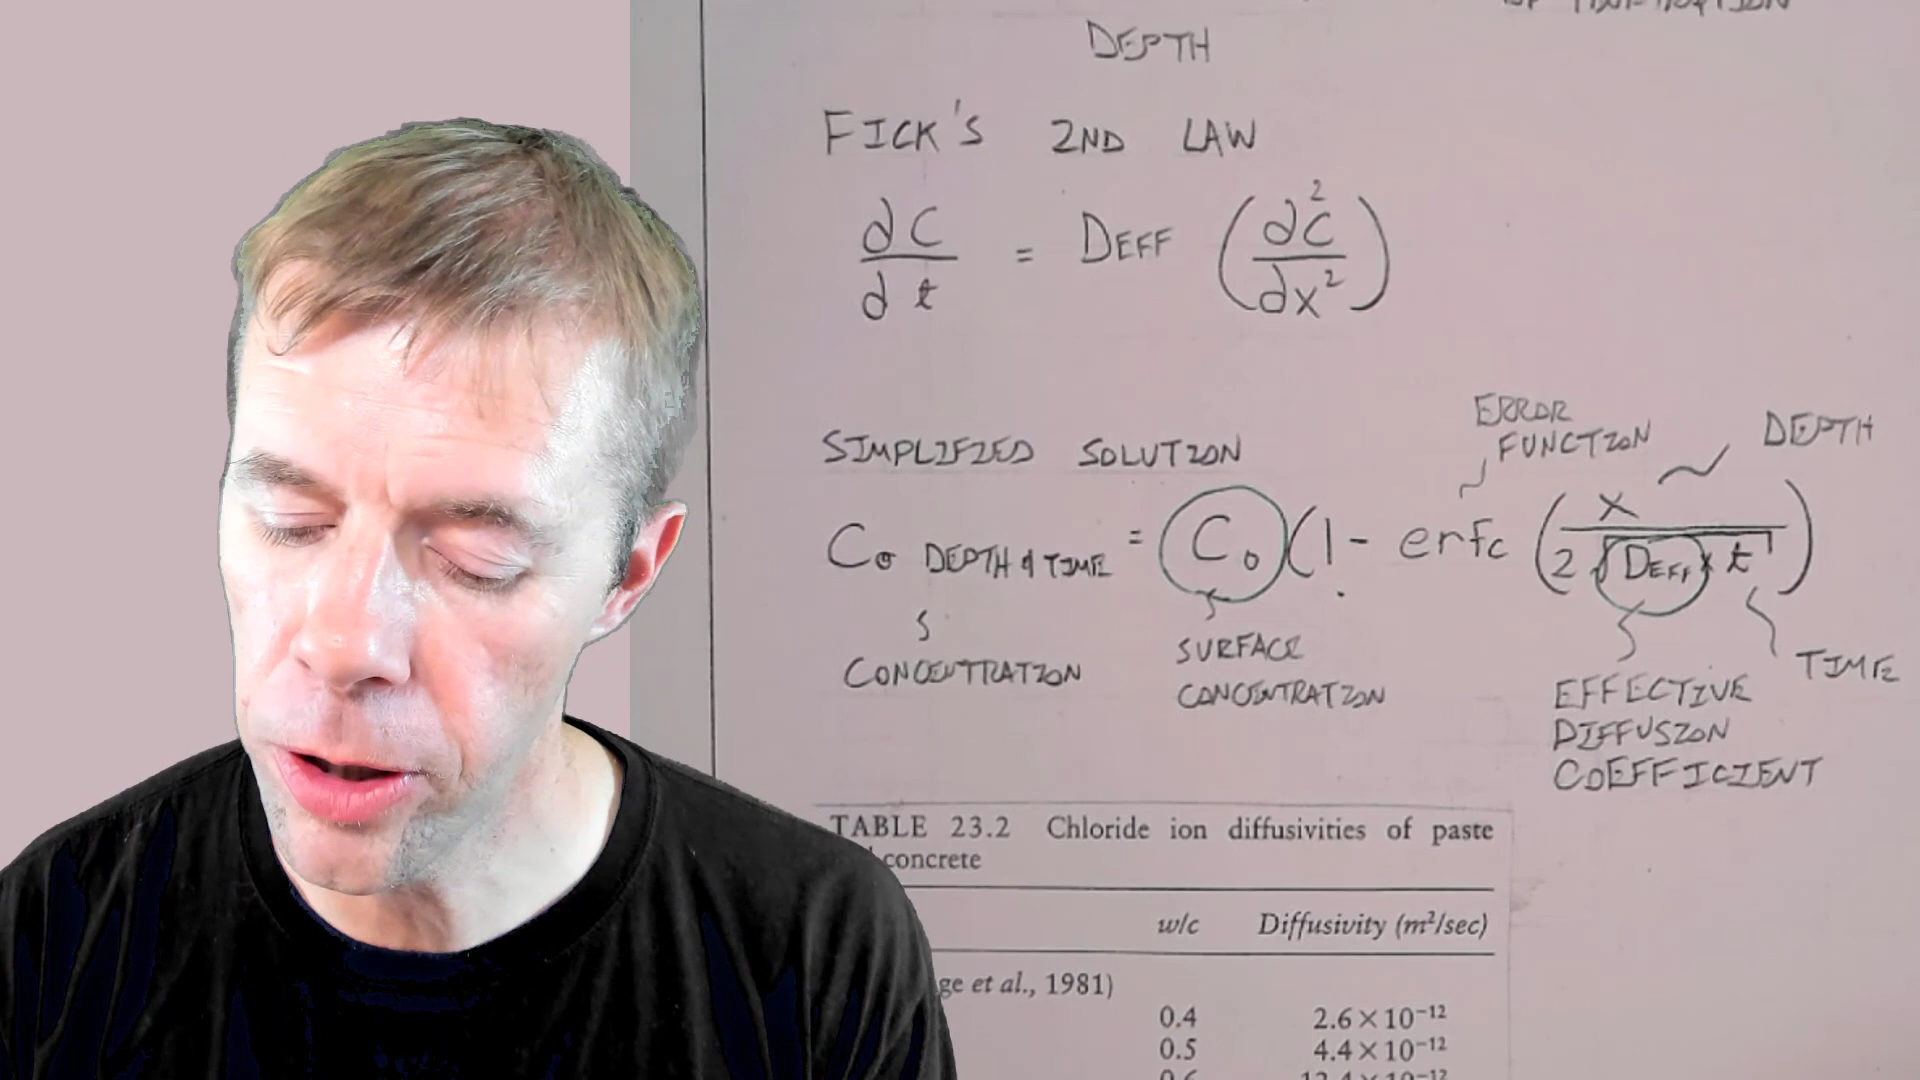 DEPTH
FICK'S 2ND LAW
∂C/∂t = DEFF (∂²C/∂x²)
ERROR
FUNCTION
DEPTH
SIMPLIFIED SOLUTION
C@ DEPTH & TIME = C₀(1 - erfc (x / 2√(DEFF × t)))
CONCENTRATION
SURFACE
CONCENTRATION
TIME
EFFECTIVE
DIFFUSION
COEFFICIENT
TABLE 23.2 Chloride ion diffusivities of paste
concrete
w/c Diffusivity (m²/sec)
et al., 1981)
0.4 2.6 × 10⁻¹²
0.5 4.4 × 10⁻¹²